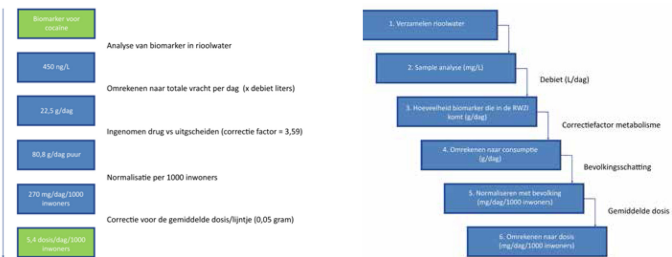 Biomarker voor
cocaïne
Analyse van biomarker in rioolwater
450 ng/L
Omrekenen naar totale vracht per dag (x debiet liters)
22,5 g/dag
Ingenomen drug vs uitgescheiden (correctie factor = 3,59)
80,8 g/dag puur
Normalisatie per 1000 inwoners
270 mg/dag/1000
inwoners
Correctie voor de gemiddelde dosis/lijntje (0,05 gram)
5,4 dosis/dag/1000
inwoners
1. Verzamelen rioolwater
2. Sample analyse (mg/L)
Debiet (L/dag)
3. Hoeveelheid biomarker die in de RWZI
komt (g/dag)
Correctiefactor metabolisme
4. Omrekenen naar consumptie
(g/dag)
Bevolkingsschatting
5. Normaliseren met bevolking
(mg/dag/1000 inwoners)
Gemiddelde dosis
6. Omrekenen naar dosis
(mg/dag/1000 inwoners)